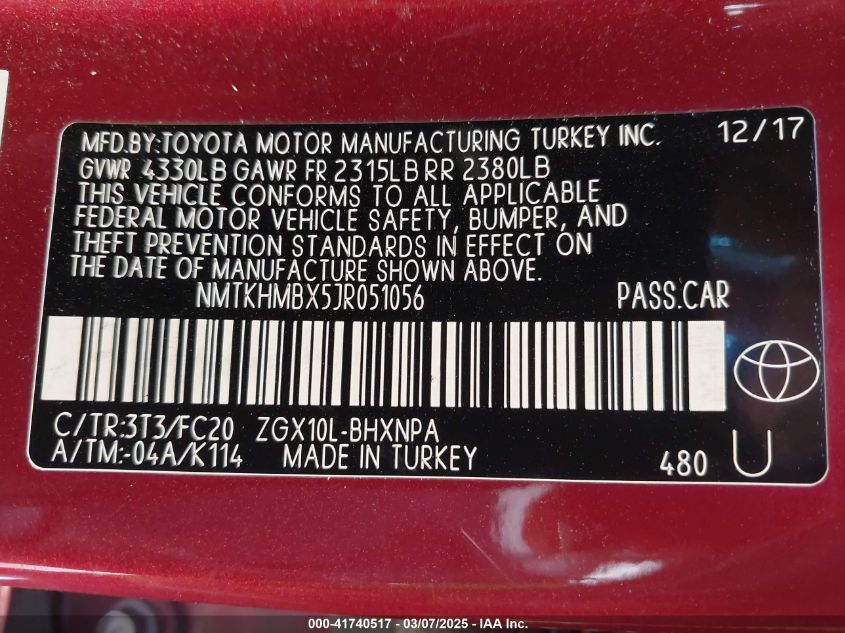 MFD.BY:TOYOTA MOTOR MANUFACTURING TURKEY INC. 12/17
GVWR 4330LB GAWR FR 2315LB RR 2380LB
THIS VEHICLE CONFORMS TO ALL APPLICABLE
FEDERAL MOTOR VEHICLE SAFETY, BUMPER, AND
THEFT PREVENTION STANDARDS IN EFFECT ON
THE DATE OF MANUFACTURE SHOWN ABOVE.
NMTKHMBX5JR051056 PASS.CAR
C/TR:3T3/FC20 ZGX10L-BHXNPA
A/TM:-04A/K114 MADE IN TURKEY 480 U
000-41740517 - 03/07/2025 - IAA Inc.